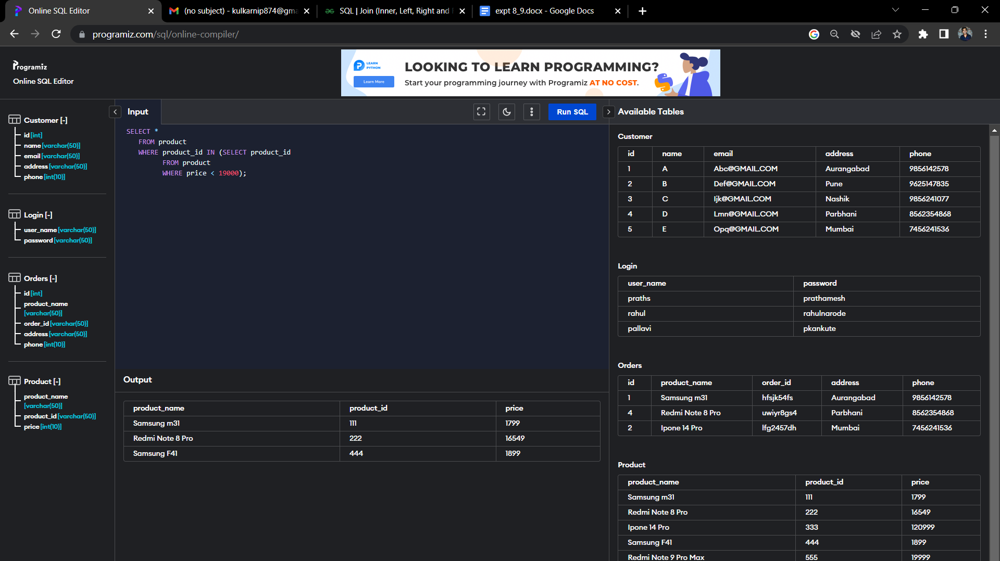 Online SQL Editor
(no subject) - kulkarnip874@gma
SQL | Join (Inner, Left, Right and F
expt 8_9.docx - Google Docs
programiz.com/sql/online-compiler/
Programiz
Online SQL Editor
LEARN
PYTHON
Learn More
LOOKING TO LEARN PROGRAMMING?
Start your programming journey with Programiz AT NO COST.
Customer [-]
id [int]
name [varchar(50)]
email [varchar(50)]
address [varchar(50)]
phone [int(10)]
Login [-]
user_name [varchar(50)]
password [varchar(50)]
Orders [-]
id [int]
product_name
[varchar(50)]
order_id [varchar(50)]
address [varchar(50)]
phone [int(10)]
Product [-]
product_name
[varchar(50)]
product_id [varchar(50)]
price [int(10)]
Input
Run SQL
SELECT *
FROM product
WHERE product_id IN (SELECT product_id
FROM product
WHERE price < 19000);
Output
product_name product_id price
Samsung m31 111 1799
Redmi Note 8 Pro 222 16549
Samsung F41 444 1899
Available Tables
Customer
id name email address phone
1 A Abc@GMAIL.COM Aurangabad 9856142578
2 B Def@GMAIL.COM Pune 9625147835
3 C Ijk@GMAIL.COM Nashik 9856241077
4 D Lmn@GMAIL.COM Parbhani 8562354868
5 E Opq@GMAIL.COM Mumbai 7456241536
Login
user_name password
praths prathamesh
rahul rahulnarode
pallavi pkankute
Orders
id product_name order_id address phone
1 Samsung m31 hfsjk54fs Aurangabad 9856142578
4 Redmi Note 8 Pro uwiyr8gs4 Parbhani 8562354868
2 Ipone 14 Pro lfg2457dh Mumbai 7456241536
Product
product_name product_id price
Samsung m31 111 1799
Redmi Note 8 Pro 222 16549
Ipone 14 Pro 333 120999
Samsung F41 444 1899
Redmi Note 9 Pro Max 555 19999